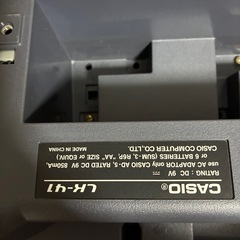 CASIO® LK-41
RATING: DC 9V ⎓
USE AC ADAPTOR CASIO AD-5, RATED DC 9V 850mA,
or 6 BATTERIES (SUM-3, R6P, "AA" SIZE or EQUIV.)
CASIO COMPUTER CO.,LTD. MADE IN CHINA